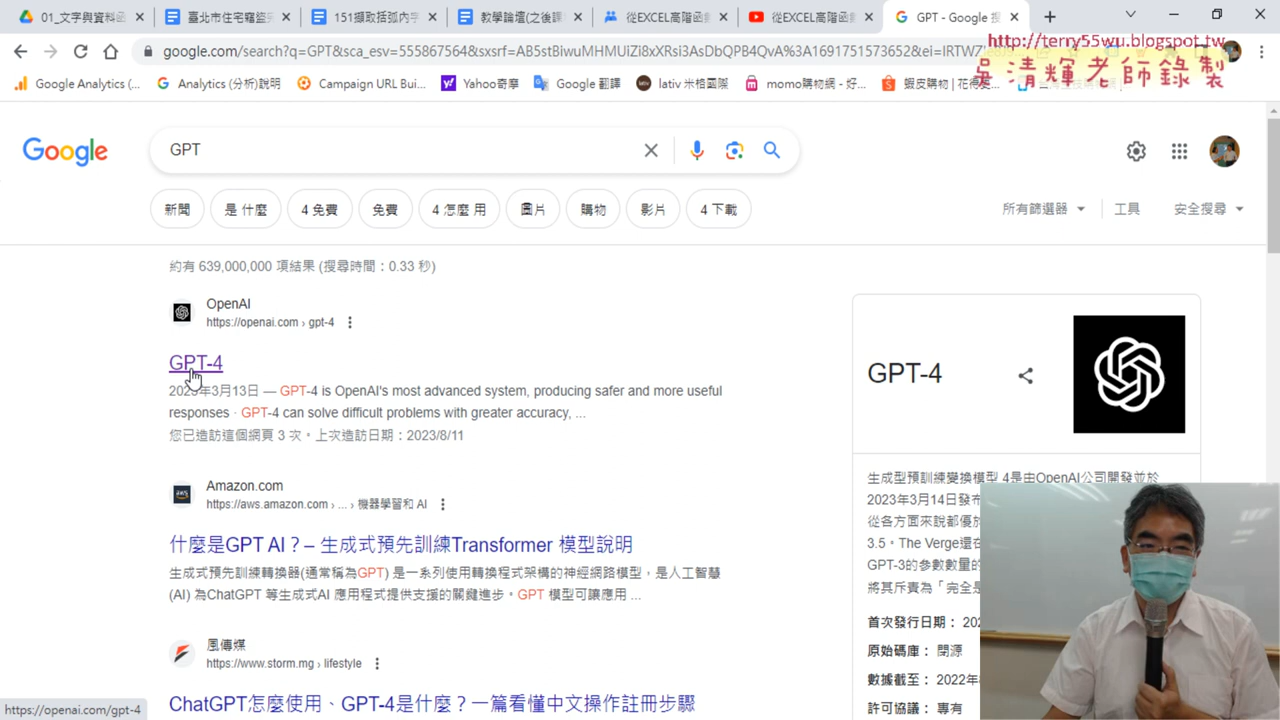 01_文字與資料函
臺北市住宅竊盜
151擷取括弧內字
教學論壇(之後課
從EXCEL高階函
從EXCEL高階函
GPT - Google 搜
google.com/search?q=GPT&sca_esv=555867564&sxsrf=AB5stBiwuMHMUiZl8xXRsi3AsDbQPB4QvA%3A1691751573652&ei=IRTWZ
http://terry55wu.blogspot.tw
吳清輝老師錄製
Google Analytics (...
Analytics (分析)說明
Campaign URL Bui...
Yahoo奇摩
Google 翻譯
lativ 米格國際
momo購物網 - 好...
蝦皮購物 | 花得更...
Google
GPT
新聞
是 什麼
4 免費
免費
4 怎麼 用
圖片
購物
影片
4 下載
所有篩選器
工具
安全搜尋
約有 639,000,000 項結果 (搜尋時間：0.33 秒)
OpenAI
https://openai.com › gpt-4
GPT-4
2023年3月13日 — GPT-4 is OpenAI's most advanced system, producing safer and more useful
responses · GPT-4 can solve difficult problems with greater accuracy, ...
您已造訪這個網頁 3 次。上次造訪日期：2023/8/11
Amazon.com
https://aws.amazon.com › ... › 機器學習和 AI
什麼是GPT AI？– 生成式預先訓練Transformer 模型說明
生成式預先訓練轉換器(通常稱為GPT) 是一系列使用轉換程式架構的神經網路模型，是人工智慧
(AI) 為ChatGPT 等生成式AI 應用程式提供支援的關鍵進步。GPT 模型可讓應用 ...
風傳媒
https://www.storm.mg › lifestyle
ChatGPT怎麼使用、GPT-4是什麼？一篇看懂中文操作註冊步驟
GPT-4
生成型預訓練變換模型 4是由OpenAI公司開發並於
2023年3月14日發布
從各方面來說都優於
3.5。The Verge還在
GPT-3的參數數量的
將其斥責為「完全是
首次發行日期： 202
原始碼庫： 閉源
數據截至： 2022年
許可協議： 專有
https://openai.com/gpt-4